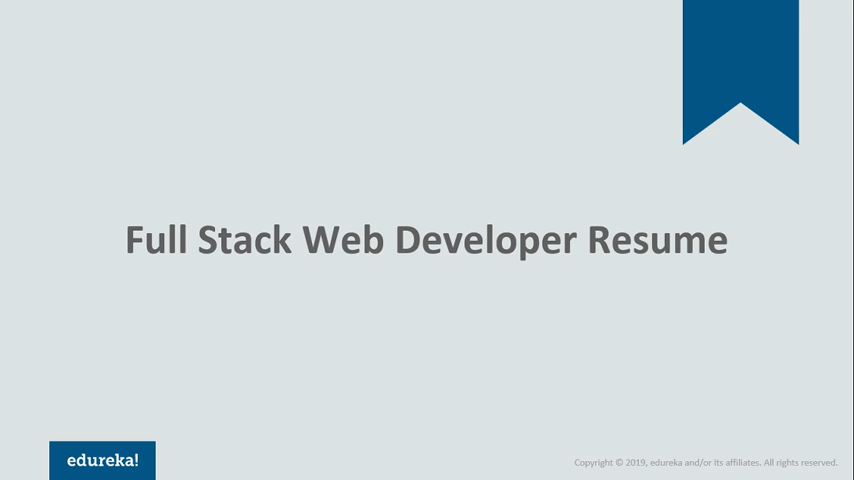 Full Stack Web Developer Resume
edureka!
Copyright © 2019, edureka and/or its affiliates. All rights reserved.